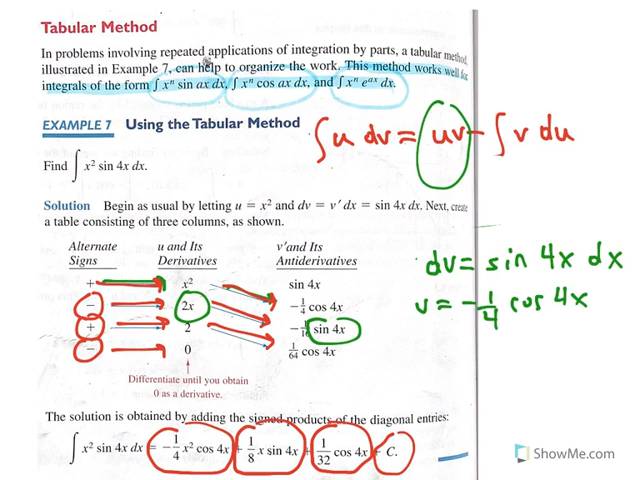 Tabular Method
In problems involving repeated applications of integration by parts, a tabular method,
illustrated in Example 7, can help to organize the work. This method works well for
integrals of the form ∫ xⁿ sin ax dx, ∫ xⁿ cos ax dx, and ∫ xⁿ e^{ax} dx.
∫ u dv = uv - ∫ v du
EXAMPLE 7 Using the Tabular Method
Find ∫ x² sin 4x dx.
Solution Begin as usual by letting u = x² and dv = v′ dx = sin 4x dx. Next, create
a table consisting of three columns, as shown.
Alternate Signs u and Its Derivatives v′ and Its Antiderivatives
+ x² sin 4x
− 2x −1/4 cos 4x
+ 2 −1/16 sin 4x
− 0 1/64 cos 4x
dv = sin 4x dx
v = -1/4 cos 4x
Differentiate until you obtain
0 as a derivative.
The solution is obtained by adding the signed products of the diagonal entries:
∫ x² sin 4x dx = −1/4 x² cos 4x + 1/8 x sin 4x + 1/32 cos 4x + C.
ShowMe.com